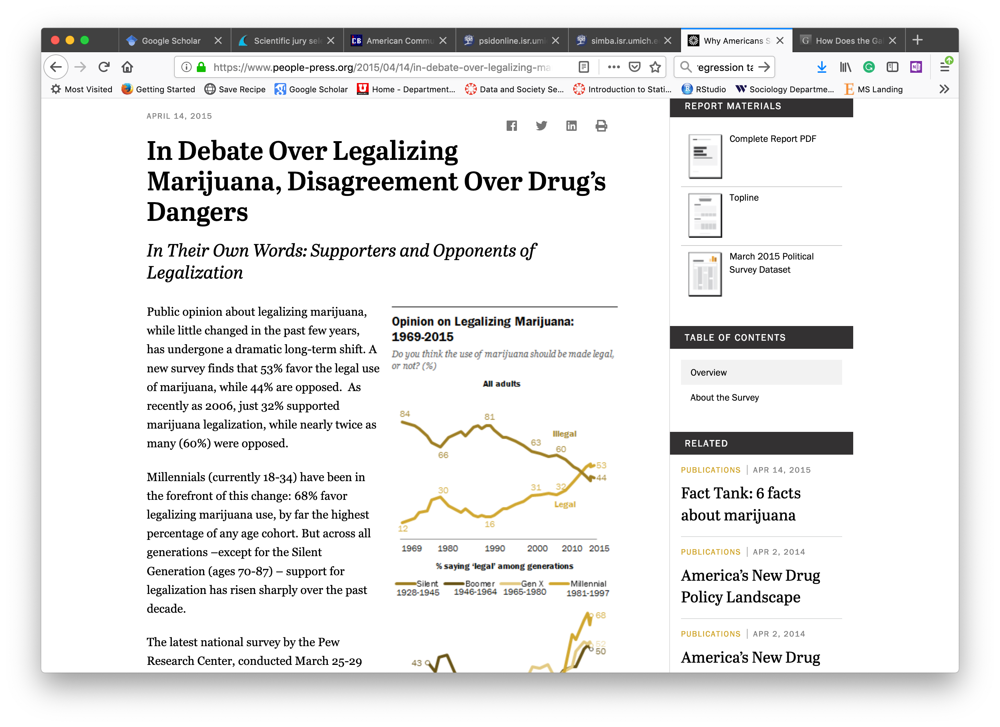 Google Scholar
Scientific jury sel
American Commu
psidonline.isr.umi
simba.isr.umich.e
Why Americans S
How Does the Gal
https://www.people-press.org/2015/04/14/in-debate-over-legalizing-ma
regression ta
Most Visited
Getting Started
Save Recipe
Google Scholar
Home - Department...
Data and Society Se...
Introduction to Stati...
RStudio
Sociology Departme...
MS Landing
APRIL 14, 2015
In Debate Over Legalizing
Marijuana, Disagreement Over Drug’s
Dangers
In Their Own Words: Supporters and Opponents of
Legalization
Public opinion about legalizing marijuana,
while little changed in the past few years,
has undergone a dramatic long-term shift. A
new survey finds that 53% favor the legal use
of marijuana, while 44% are opposed.  As
recently as 2006, just 32% supported
marijuana legalization, while nearly twice as
many (60%) were opposed.
Millennials (currently 18-34) have been in
the forefront of this change: 68% favor
legalizing marijuana use, by far the highest
percentage of any age cohort. But across all
generations –except for the Silent
Generation (ages 70-87) – support for
legalization has risen sharply over the past
decade.
The latest national survey by the Pew
Research Center, conducted March 25-29
Opinion on Legalizing Marijuana:
1969-2015
Do you think the use of marijuana should be made legal,
or not? (%)
All adults
84
81
Illegal
63
60
66
53
44
30
31
32
Legal
16
12
1969 1980 1990 2000 2010 2015
% saying ‘legal’ among generations
Silent Boomer Gen X Millennial
1928-1945 1946-1964 1965-1980 1981-1997
68
52
50
43
REPORT MATERIALS
Complete Report PDF
Topline
March 2015 Political
Survey Dataset
TABLE OF CONTENTS
Overview
About the Survey
RELATED
PUBLICATIONS | APR 14, 2015
Fact Tank: 6 facts
about marijuana
PUBLICATIONS | APR 2, 2014
America’s New Drug
Policy Landscape
PUBLICATIONS | APR 2, 2014
America’s New Drug